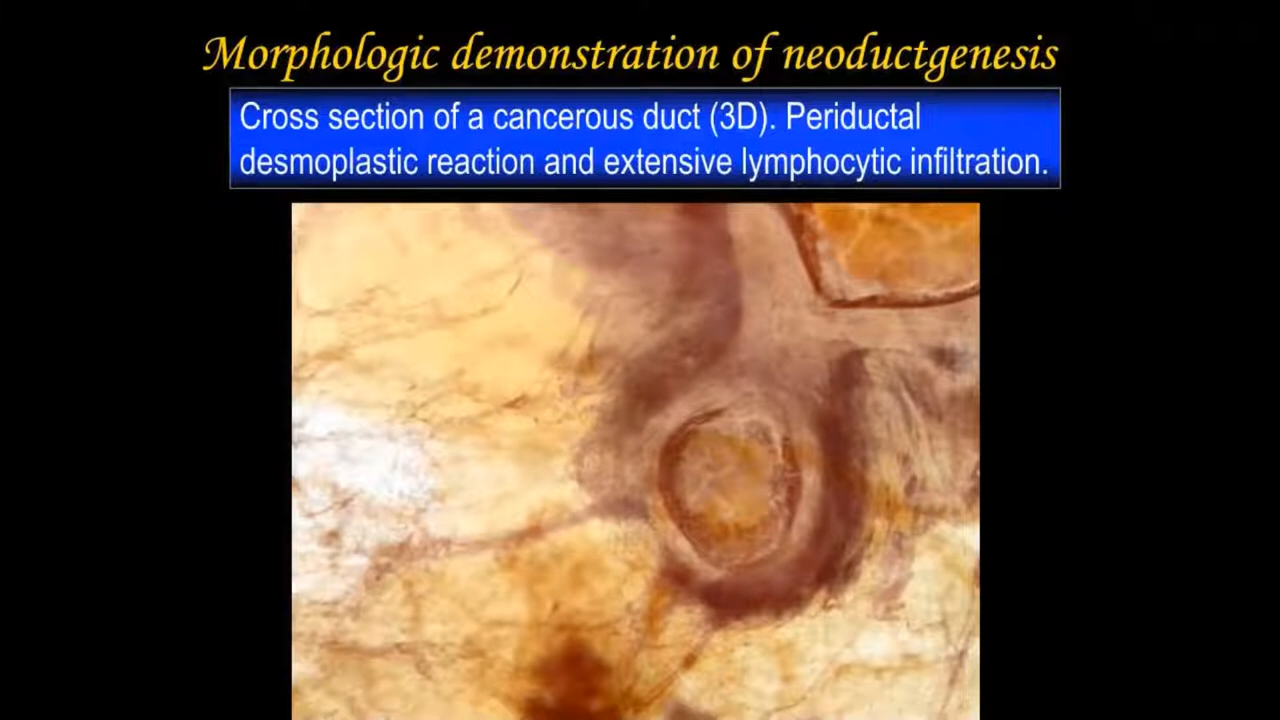 Morphologic demonstration of neoductgenesis
Cross section of a cancerous duct (3D). Periductal
desmoplastic reaction and extensive lymphocytic infiltration.